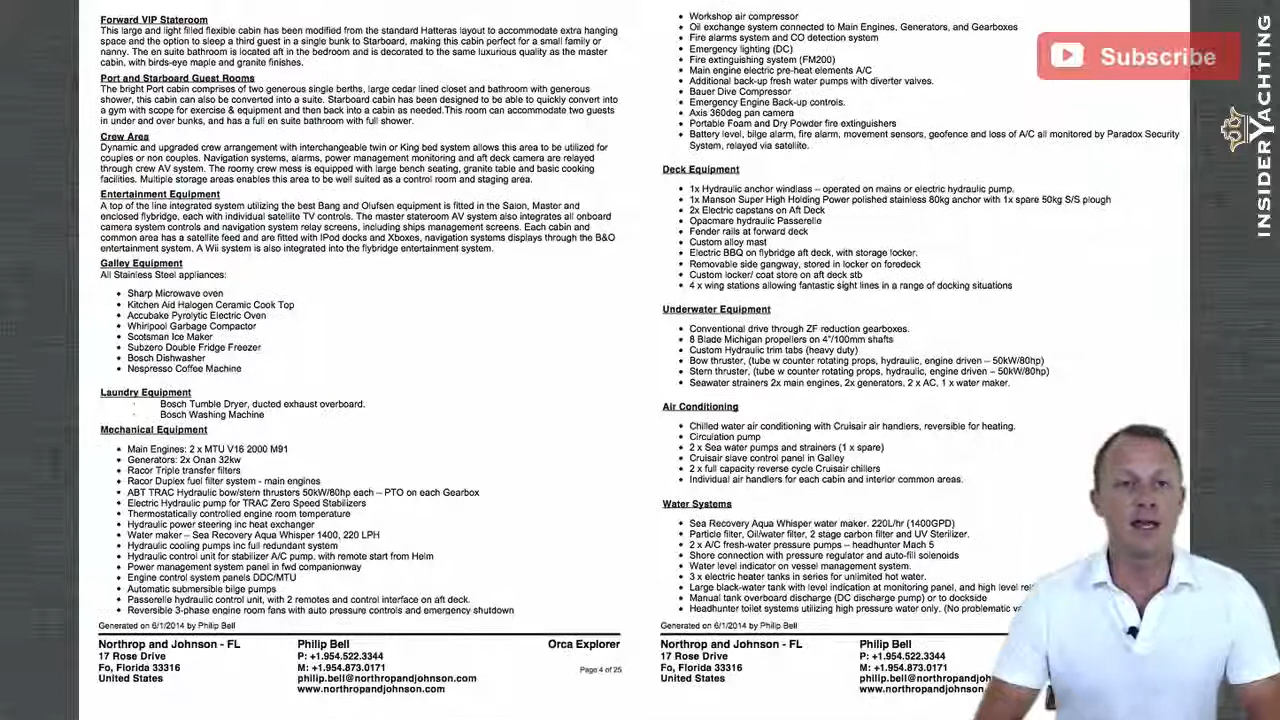 Forward VIP Stateroom
This large and light filled flexible cabin has been modified from the standard Hatteras layout to accommodate extra hanging
space and the option to sleep a third guest in a single bunk to Starboard, making this cabin perfect for a small family or
nanny. The en suite bathroom is located aft in the bedroom and is decorated to the same luxurious quality as the master
cabin, with birds-eye maple and granite finishes.
Port and Starboard Guest Rooms
The bright Port cabin comprises of two generous single berths, large cedar lined closet and bathroom with generous
shower, this cabin can also be converted into a suite. Starboard cabin has been designed to be able to quickly convert into
a gym with scope for exercise & equipment and then back into a cabin as needed.This room can accommodate two guests
in under and over bunks, and has a full en suite bathroom with full shower.
Crew Area
Dynamic and upgraded crew arrangement with interchangeable twin or King bed system allows this area to be utilized for
couples or non couples. Navigation systems, alarms, power management monitoring and aft deck camera are relayed
through crew AV system. The roomy crew mess is equipped with large bench seating, granite table and basic cooking
facilities. Multiple storage areas enables this area to be well suited as a control room and staging area.
Entertainment Equipment
A top of the line integrated system utilizing the best Bang and Olufsen equipment is fitted in the Salon, Master and
enclosed flybridge, each with individual satellite TV controls. The master stateroom AV system also integrates all onboard
camera system controls and navigation system relay screens, including ships management screens. Each cabin and
common area has a satellite feed and are fitted with IPod docks and Xboxes, navigation systems displays through the B&O
entertainment system. A Wii system is also integrated into the flybridge entertainment system.
Galley Equipment
All Stainless Steel appliances:
• Sharp Microwave oven
• Kitchen Aid Halogen Ceramic Cook Top
• Accubake Pyrolytic Electric Oven
• Whirlpool Garbage Compactor
• Scotsman Ice Maker
• Subzero Double Fridge Freezer
• Bosch Dishwasher
• Nespresso Coffee Machine
Laundry Equipment
· Bosch Tumble Dryer, ducted exhaust overboard.
· Bosch Washing Machine
Mechanical Equipment
• Main Engines: 2 x MTU V16 2000 M91
• Generators: 2x Onan 32kw
• Racor Triple transfer filters
• Racor Duplex fuel filter system - main engines
• ABT TRAC Hydraulic bow/stern thrusters 50kW/80hp each – PTO on each Gearbox
• Electric Hydraulic pump for TRAC Zero Speed Stabilizers
• Thermostatically controlled engine room temperature
• Hydraulic power steering inc heat exchanger
• Water maker – Sea Recovery Aqua Whisper 1400, 220 LPH
• Hydraulic cooling pumps inc full redundant system
• Hydraulic control unit for stabilizer A/C pump. with remote start from Helm
• Power management system panel in fwd companionway
• Engine control system panels DDC/MTU
• Automatic submersible bilge pumps
• Passerelle hydraulic control unit, with 2 remotes and control interface on aft deck.
• Reversible 3-phase engine room fans with auto pressure controls and emergency shutdown
Generated on 6/1/2014 by Philip Bell
Northrop and Johnson - FL Philip Bell Orca Explorer
17 Rose Drive P: +1.954.522.3344
Fo, Florida 33316 M: +1.954.873.0171 Page 4 of 25
United States philip.bell@northropandjohnson.com
www.northropandjohnson.com
• Workshop air compressor
• Oil exchange system connected to Main Engines, Generators, and Gearboxes
• Fire alarms system and CO detection system
• Emergency lighting (DC)
• Fire extinguishing system (FM200)
• Main engine electric pre-heat elements A/C
• Additional back-up fresh water pumps with diverter valves.
• Bauer Dive Compressor
• Emergency Engine Back-up controls.
• Axis 360deg pan camera
• Portable Foam and Dry Powder fire extinguishers
• Battery level, bilge alarm, fire alarm, movement sensors, geofence and loss of A/C all monitored by Paradox Security
System, relayed via satellite.
Deck Equipment
• 1x Hydraulic anchor windlass – operated on mains or electric hydraulic pump.
• 1x Manson Super High Holding Power polished stainless 80kg anchor with 1x spare 50kg S/S plough
• 2x Electric capstans on Aft Deck
• Opacmare hydraulic Passerelle
• Fender rails at forward deck
• Custom alloy mast
• Electric BBQ on flybridge aft deck, with storage locker.
• Removable side gangway, stored in locker on foredeck
• Custom locker/ coat store on aft deck stb
• 4 x wing stations allowing fantastic sight lines in a range of docking situations
Underwater Equipment
• Conventional drive through ZF reduction gearboxes.
• 8 Blade Michigan propellers on 4"/100mm shafts
• Custom Hydraulic trim tabs (heavy duty)
• Bow thruster, (tube w counter rotating props, hydraulic, engine driven – 50kW/80hp)
• Stern thruster, (tube w counter rotating props, hydraulic, engine driven – 50kW/80hp)
• Seawater strainers 2x main engines, 2x generators, 2 x AC, 1 x water maker.
Air Conditioning
• Chilled water air conditioning with Cruisair air handlers, reversible for heating.
• Circulation pump
• 2 x Sea water pumps and strainers (1 x spare)
• Cruisair slave control panel in Galley
• 2 x full capacity reverse cycle Cruisair chillers
• Individual air handlers for each cabin and interior common areas.
Water Systems
• Sea Recovery Aqua Whisper water maker. 220L/hr (1400GPD)
• Particle filter, Oil/water filter, 2 stage carbon filter and UV Sterilizer.
• 2 x A/C fresh-water pressure pumps – headhunter Mach 5
• Shore connection with pressure regulator and auto-fill solenoids
• Water level indicator on vessel management system.
• 3 x electric heater tanks in series for unlimited hot water.
• Large black-water tank with level indication at monitoring panel, and high level
• Manual tank overboard discharge (DC discharge pump) or to dockside
• Headhunter toilet systems utilizing high pressure water only. (No problematic
Generated on 6/1/2014 by Philip Bell
Northrop and Johnson - FL Philip Bell
17 Rose Drive P: +1.954.522.3344
Fo, Florida 33316 M: +1.954.873.0171
United States philip.bell@northropandjohnson
www.northropandjohnson
Subscribe
INSIDER YACHTING